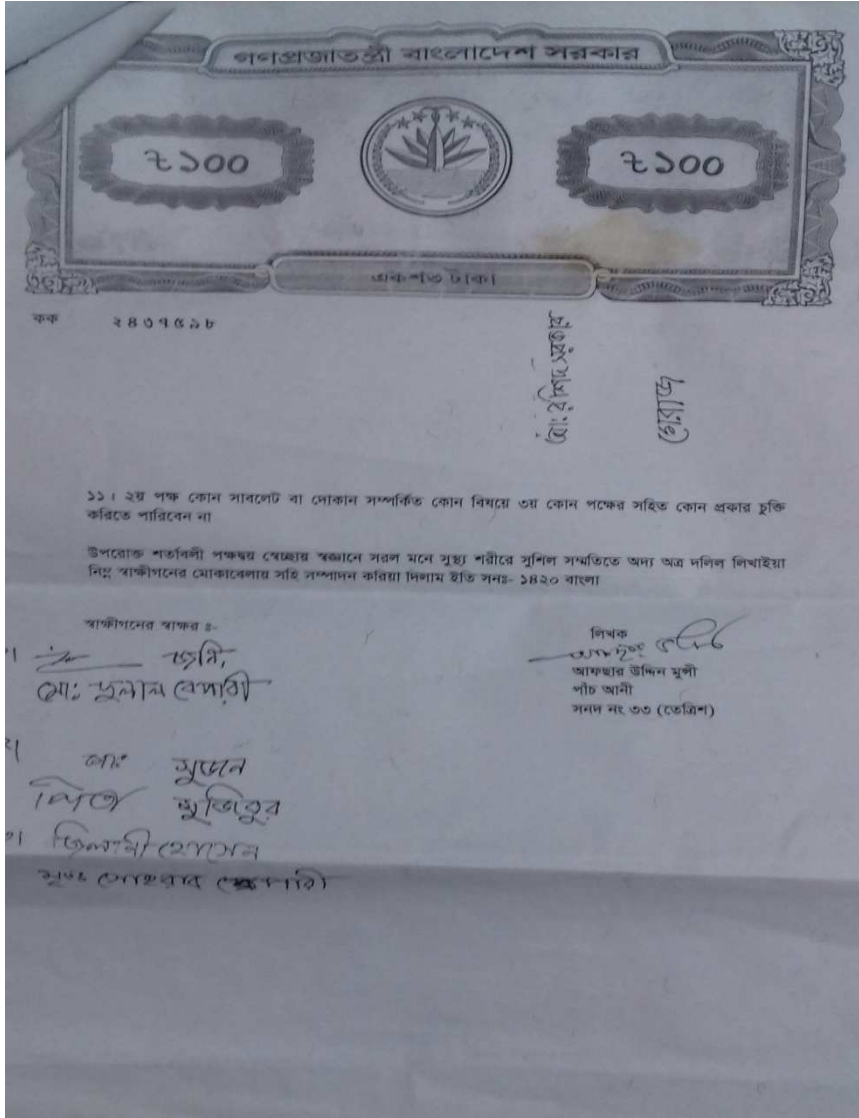 গণপ্রজাতন্ত্রী বাংলাদেশ সরকার
৳১০০
৳১০০
একশত টাকা
কক ২৪৩৭৫৯৮
মোঃ রশিদ সরকার
১১। ২য় পক্ষ কোন সাবলেট বা দোকান সম্পর্কিত কোন বিষয়ে ৩য় কোন পক্ষের সহিত কোন প্রকার চুক্তি
করিতে পারিবেন না
উপরোক্ত শর্তাবলী পক্ষদ্বয় স্বেচ্ছায় স্বজ্ঞানে সরল মনে সুস্থ্য শরীরে সুশিল সম্মতিতে অদ্য অত্র দলিল লিখাইয়া
নিম্ন স্বাক্ষীগনের মোকাবেলায় সহি সম্পাদন করিয়া দিলাম ইতি সনঃ- ১৪২০ বাংলা
স্বাক্ষীগনের স্বাক্ষর ঃ-
মোঃ দুলাল বেপারী
সুজন
পিতা মুজিবুর
জিলানী হোসেন
লিখক
আফছার উদ্দিন মুন্সী
পাঁচ আনী
সনদ নং ৩৩ (তেত্রিশ)